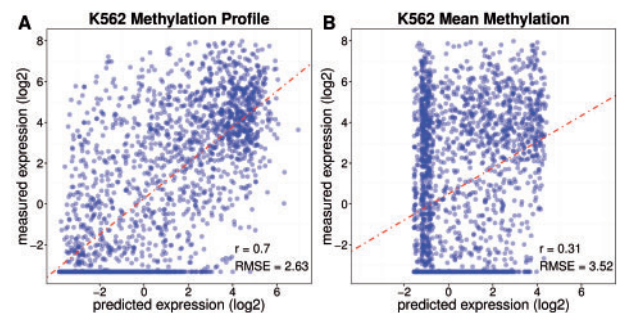 A K562 Methylation Profile
measured expression (log2)
8
6
4
2
0
−2
r = 0.7
RMSE = 2.63
−2 0 2 4 6
predicted expression (log2)
B K562 Mean Methylation
measured expression (log2)
8
6
4
2
0
−2
r = 0.31
RMSE = 3.52
−2 0 2 4 6
predicted expression (log2)